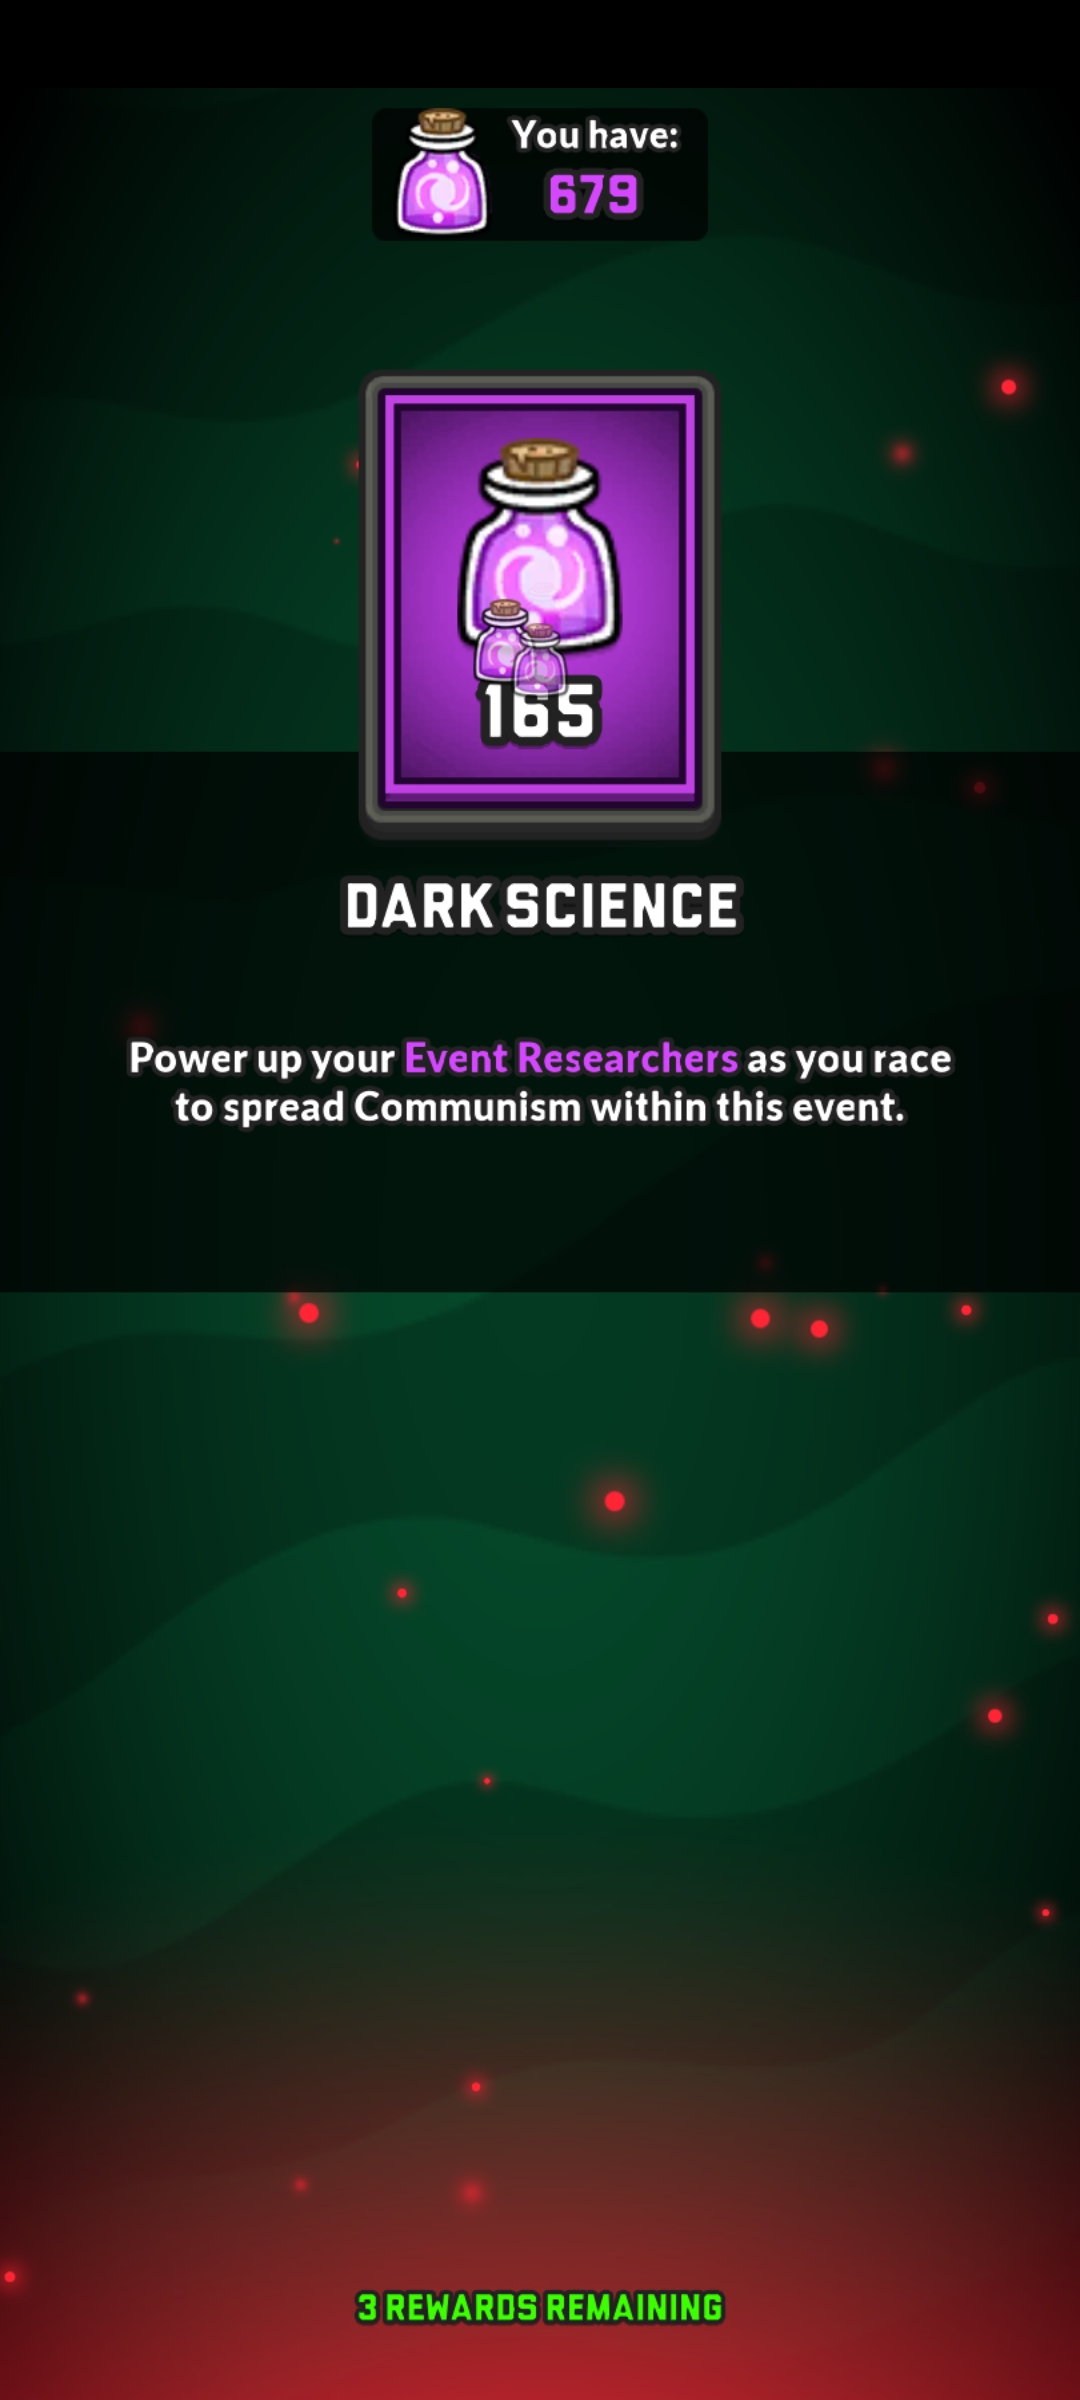 You have:
679
165
DARK SCIENCE
Power up your Event Researchers as you race
to spread Communism within this event.
3 REWARDS REMAINING